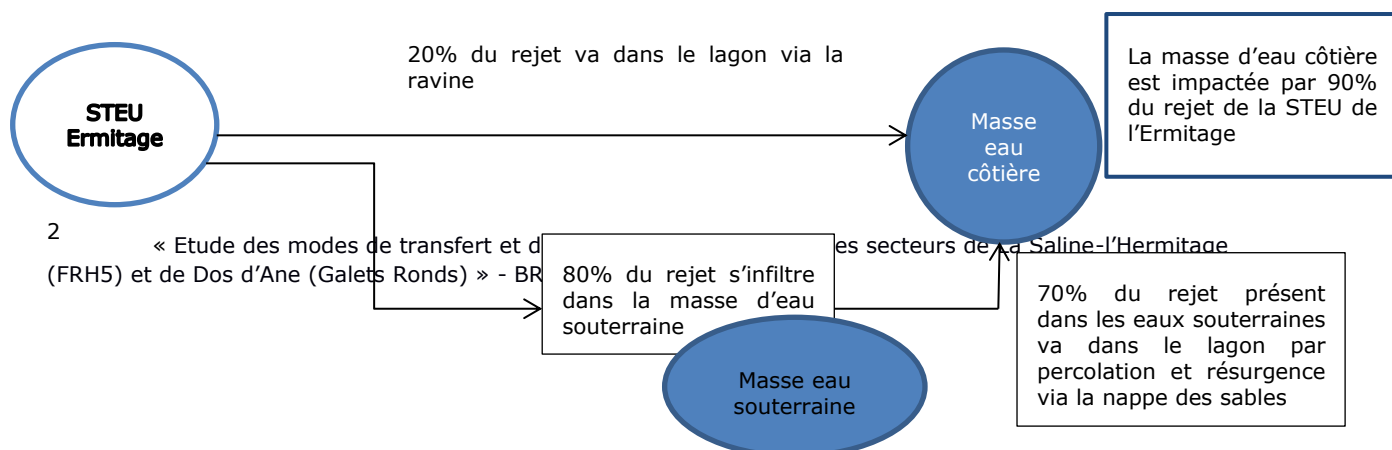 20% du rejet va dans le lagon via la
ravine
La masse d’eau côtière
est impactée par 90%
du rejet de la STEU de
l’Ermitage
STEU
Ermitage
Masse
eau
côtière
2
« Etude des modes de transfert et d es secteurs de La Saline-l’Hermitage
(FRH5) et de Dos d’Ane (Galets Ronds) » - BR
80% du rejet s’infiltre
dans la masse d’eau
souterraine
70% du rejet présent
dans les eaux souterraines
va dans le lagon par
percolation et résurgence
via la nappe des sables
Masse eau
souterraine